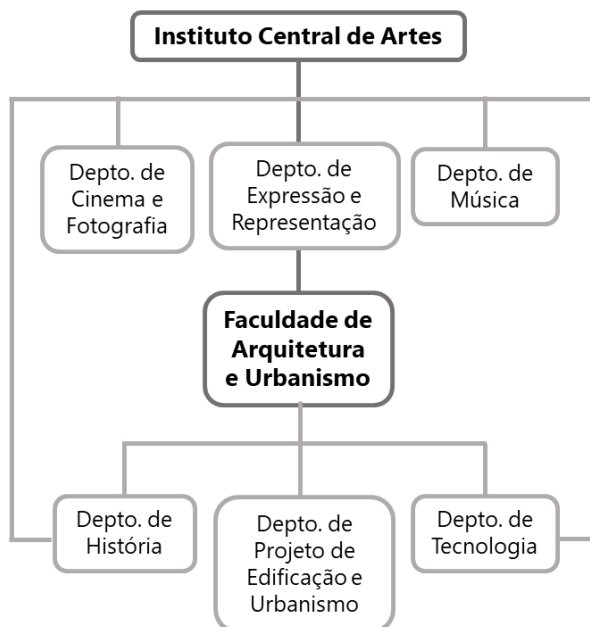 Instituto Central de Artes
Depto. de
Cinema e
Fotografia
Depto. de
Expressão e
Representação
Depto. de
Música
Faculdade de
Arquitetura
e Urbanismo
Depto. de
História
Depto. de
Projeto de
Edificação e
Urbanismo
Depto. de
Tecnologia